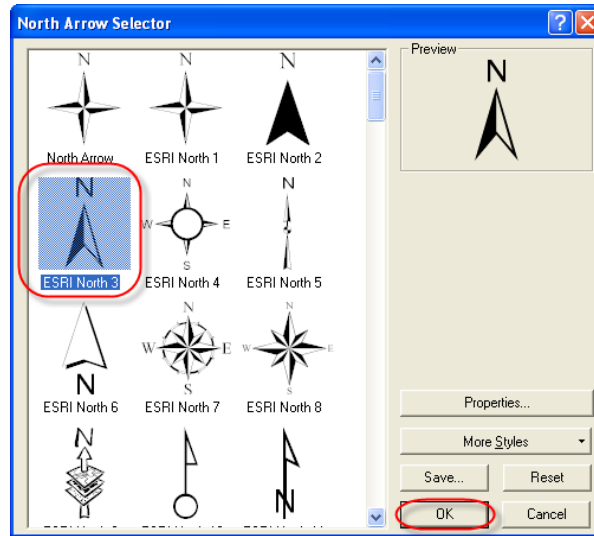 North Arrow Selector
N N N
North Arrow ESRI North 1 ESRI North 2
N N N
W E
S
ESRI North 3 ESRI North 4 ESRI North 5
N N
W E W E
N S S
ESRI North 6 ESRI North 7 ESRI North 8
N
N
Preview
N
Properties...
More Styles
Save... Reset
OK Cancel